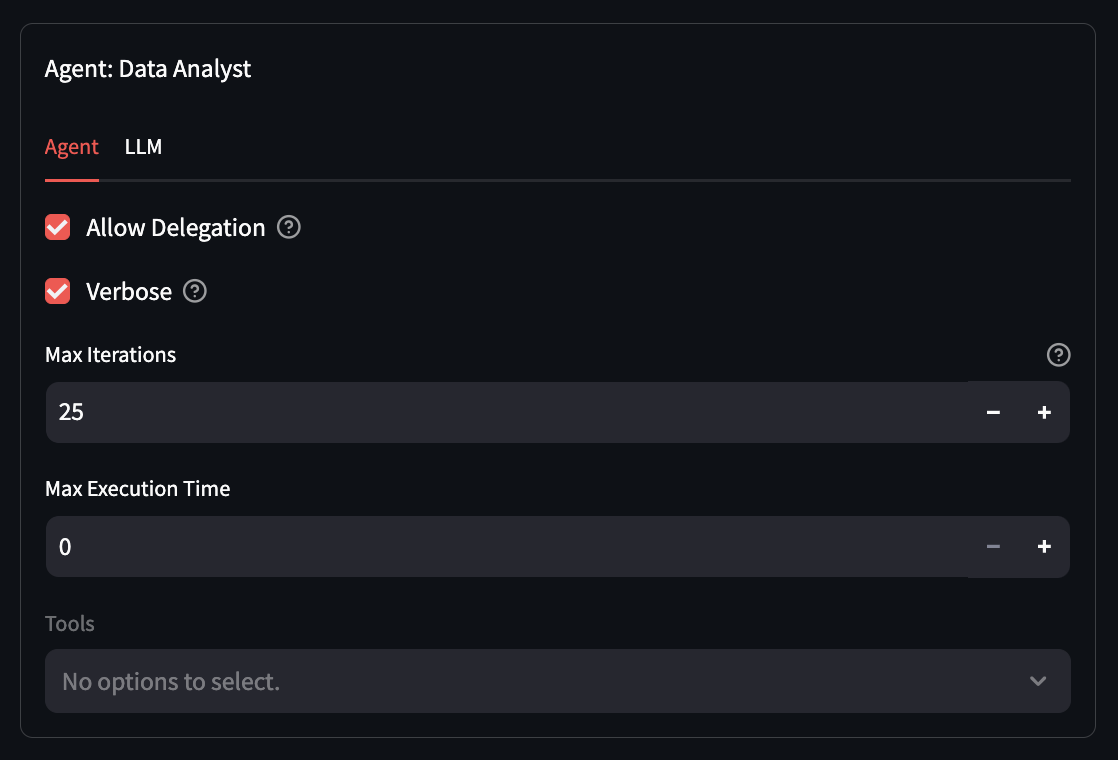 Agent: Data Analyst
Agent LLM
Allow Delegation ?
Verbose ?
Max Iterations ?
25 − +
Max Execution Time
0 − +
Tools
No options to select.